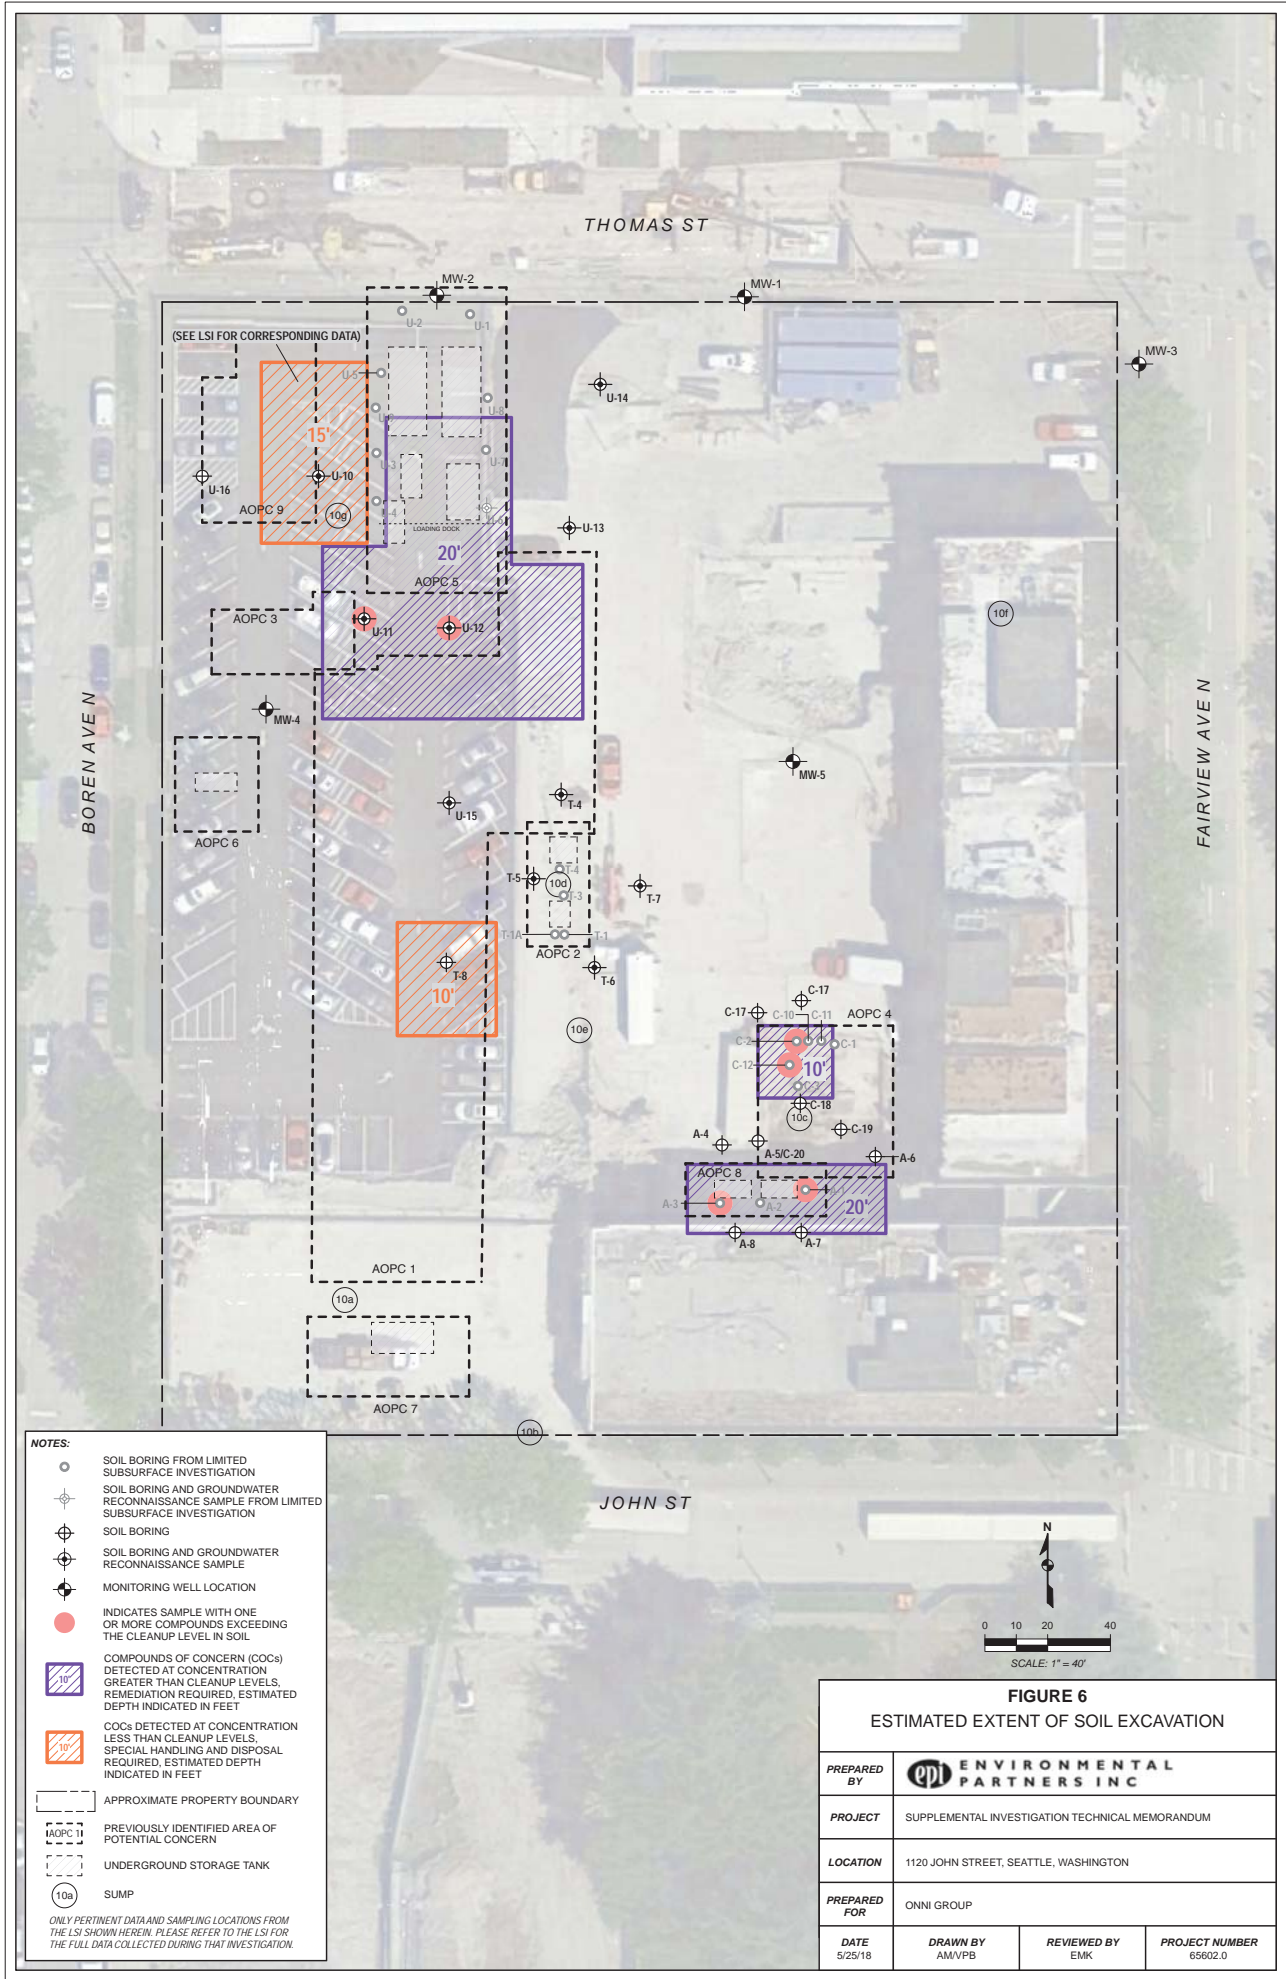 THOMAS ST
MW-2
MW-1
MW-3
U-2
U-1
(SEE LSI FOR CORRESPONDING DATA)
U-5
U-14
U-8
15'
U-3
U-7
U-16
U-10
AOPC 9
10g
U-4
U-6
LOADING DOCK
U-13
20'
AOPC 5
AOPC 3
U-11
U-12
10f
BOREN AVE N
FAIRVIEW AVE N
MW-4
MW-5
AOPC 6
U-15
T-4
T-4
T-5
10d
T-3
T-7
T-1A
T-1
AOPC 2
T-8
T-6
10'
C-17
C-17
C-10
C-11
AOPC 4
10e
C-2
C-1
C-12
10'
C-3
C-18
10c
C-19
A-4
A-5/C-20
A-6
AOPC 8
A-1
A-3
A-2
20'
A-8
A-7
AOPC 1
10a
AOPC 7
10b
JOHN ST
NOTES:
SOIL BORING FROM LIMITED
SUBSURFACE INVESTIGATION
SOIL BORING AND GROUNDWATER
RECONNAISSANCE SAMPLE FROM LIMITED
SUBSURFACE INVESTIGATION
SOIL BORING
SOIL BORING AND GROUNDWATER
RECONNAISSANCE SAMPLE
MONITORING WELL LOCATION
INDICATES SAMPLE WITH ONE
OR MORE COMPOUNDS EXCEEDING
THE CLEANUP LEVEL IN SOIL
10'
COMPOUNDS OF CONCERN (COCs)
DETECTED AT CONCENTRATION
GREATER THAN CLEANUP LEVELS,
REMEDIATION REQUIRED, ESTIMATED
DEPTH INDICATED IN FEET
10'
COCs DETECTED AT CONCENTRATION
LESS THAN CLEANUP LEVELS,
SPECIAL HANDLING AND DISPOSAL
REQUIRED, ESTIMATED DEPTH
INDICATED IN FEET
APPROXIMATE PROPERTY BOUNDARY
AOPC 1
PREVIOUSLY IDENTIFIED AREA OF
POTENTIAL CONCERN
UNDERGROUND STORAGE TANK
10a
SUMP
ONLY PERTINENT DATA AND SAMPLING LOCATIONS FROM
THE LSI SHOWN HEREIN. PLEASE REFER TO THE LSI FOR
THE FULL DATA COLLECTED DURING THAT INVESTIGATION.
N
0 10 20 40
SCALE: 1" = 40'
FIGURE 6
ESTIMATED EXTENT OF SOIL EXCAVATION
PREPARED BY
epi ENVIRONMENTAL
PARTNERS INC
PROJECT
SUPPLEMENTAL INVESTIGATION TECHNICAL MEMORANDUM
LOCATION
1120 JOHN STREET, SEATTLE, WASHINGTON
PREPARED FOR
ONNI GROUP
DATE
5/25/18
DRAWN BY
AM/VPB
REVIEWED BY
EMK
PROJECT NUMBER
65602.0